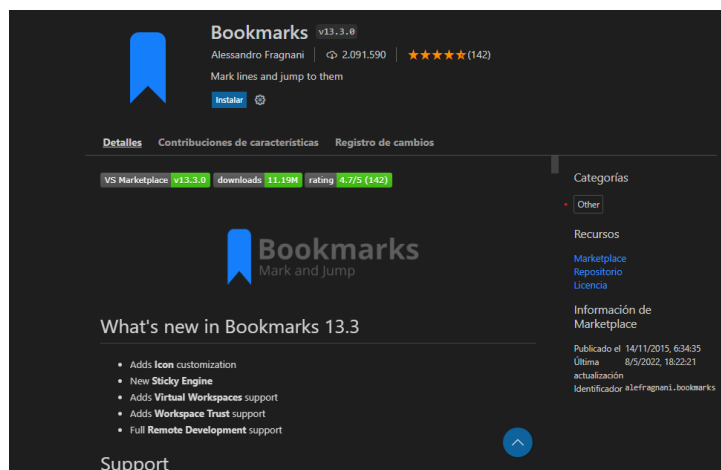 Bookmarks v13.3.0
Alessandro Fragnani 2.091.590 (142)
Mark lines and jump to them
Instalar
Detalles Contribuciones de características Registro de cambios
VS Marketplace v13.3.0 downloads 11.19M rating 4.7/5 (142)
Bookmarks
Mark and Jump
What's new in Bookmarks 13.3
Adds Icon customization
New Sticky Engine
Adds Virtual Workspaces support
Adds Workspace Trust support
Full Remote Development support
Support
Categorías
Other
Recursos
Marketplace
Repositorio
Licencia
Información de
Marketplace
Publicado el 14/11/2015, 6:34:35
Última 8/5/2022, 18:22:21
actualización
Identificador alefragnani.bookmarks